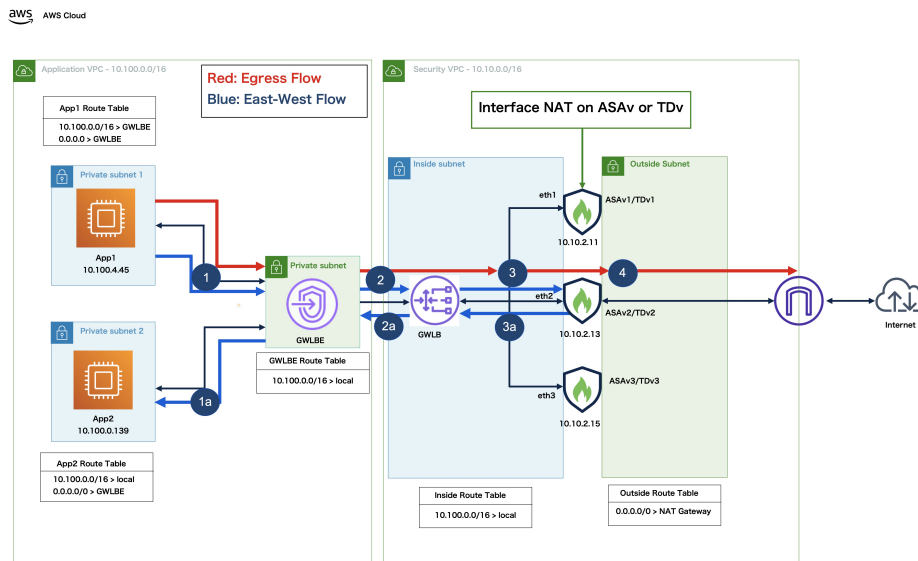 aws
AWS Cloud
Application VPC - 10.100.0.0/16
Security VPC - 10.10.0.0/16
Red: Egress Flow
Blue: East-West Flow
App1 Route Table
10.100.0.0/16 > GWLBE
0.0.0.0 > GWLBE
Interface NAT on ASAv or TDv
Private subnet 1
App1
10.100.4.45
Inside subnet
Outside Subnet
eth1
ASAv1/TDv1
10.10.2.11
1
Private subnet
GWLBE
2
2a
GWLB
3
3a
4
eth2
ASAv2/TDv2
10.10.2.13
Internet
Private subnet 2
App2
10.100.0.139
1a
GWLBE Route Table
10.100.0.0/16 > local
eth3
ASAv3/TDv3
10.10.2.15
App2 Route Table
10.100.0.0/16 > local
0.0.0.0/0 > GWLBE
Inside Route Table
10.100.0.0/16 > local
Outside Route Table
0.0.0.0/0 > NAT Gateway